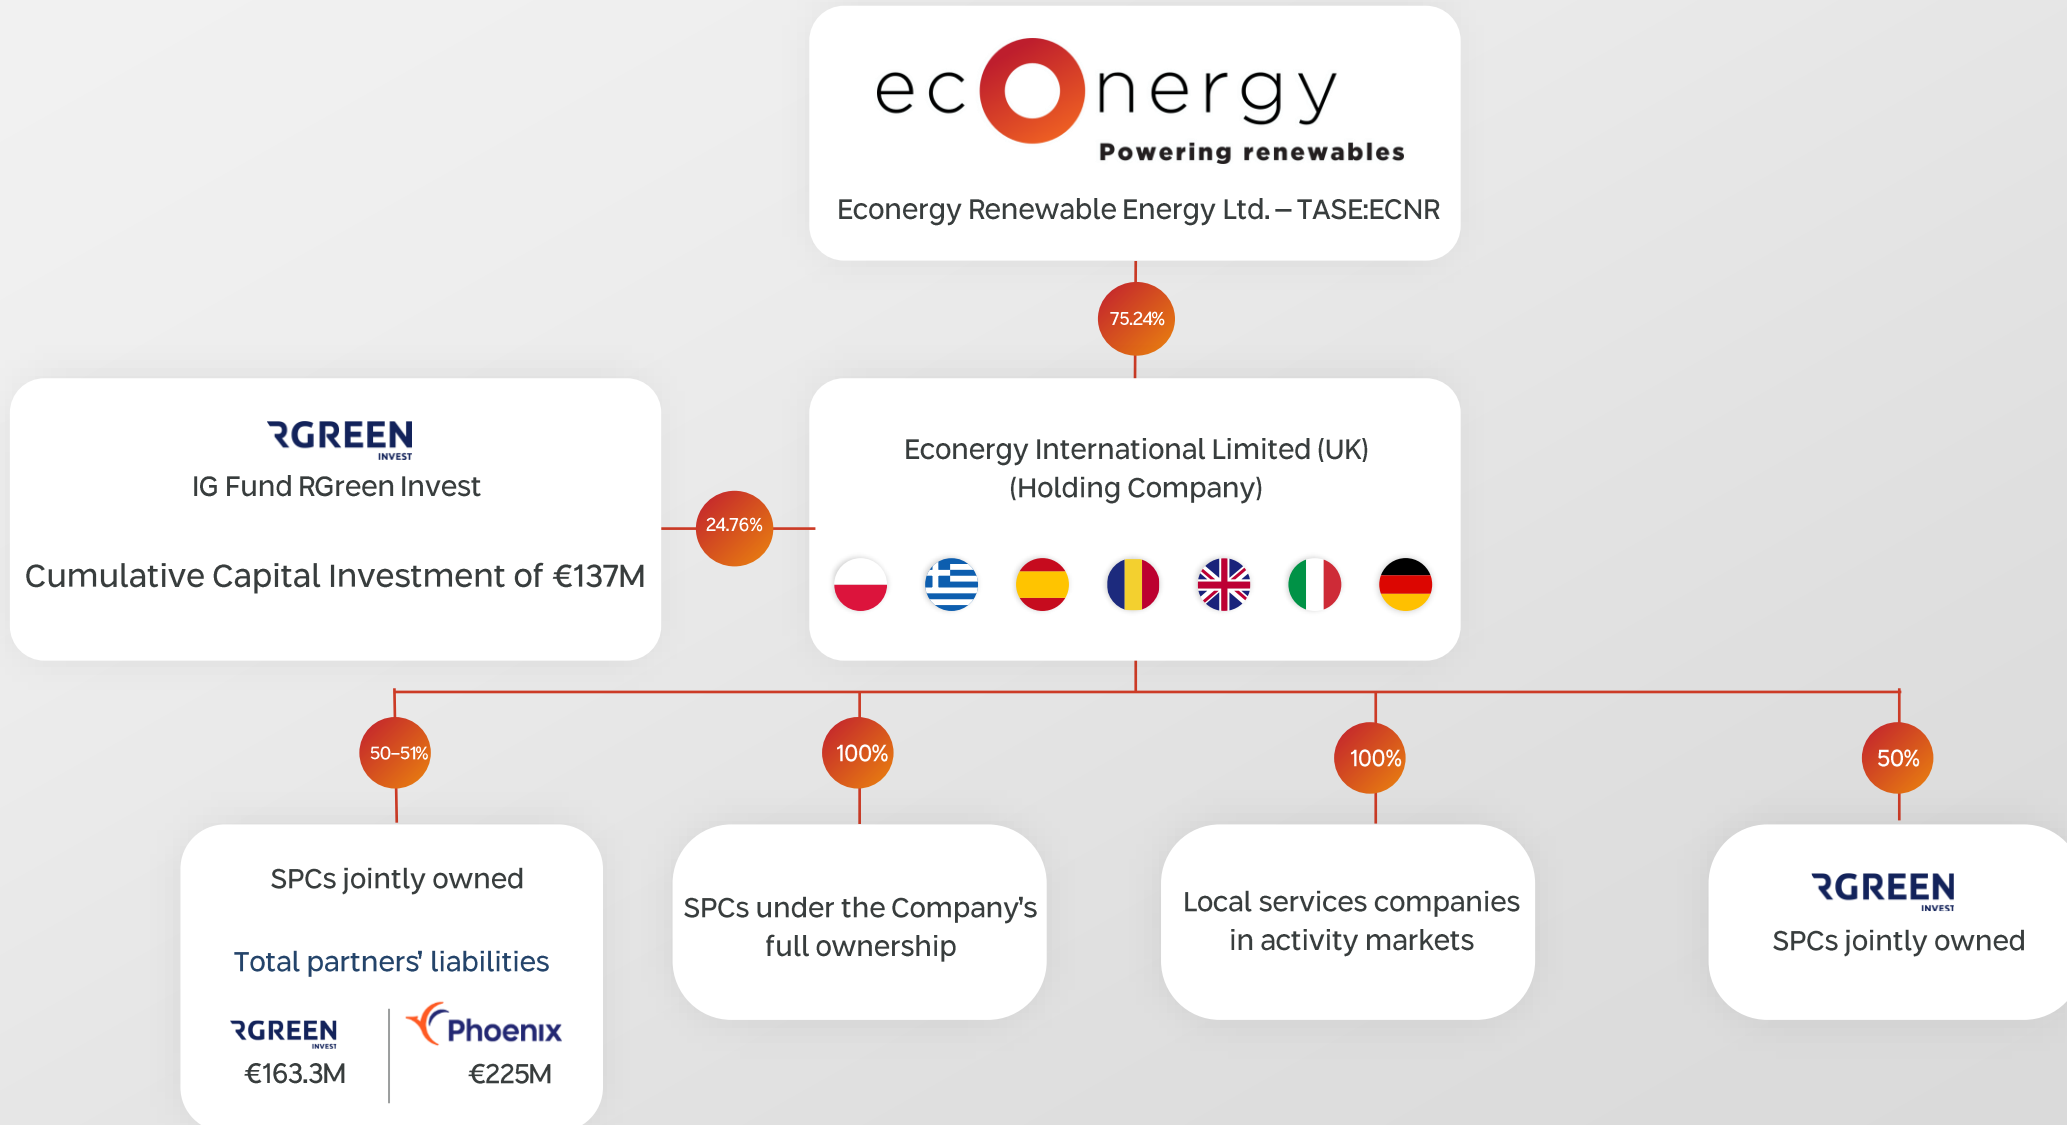 econergy
Powering renewables
Econergy Renewable Energy Ltd. – TASE:ECNR
75.24%
RGREEN
INVEST
IG Fund RGreen Invest
Cumulative Capital Investment of €137M
24.76%
Econergy International Limited (UK)
(Holding Company)
50–51%
100%
100%
50%
SPCs jointly owned
Total partners' liabilities
RGREEN
INVEST
€163.3M
Phoenix
€225M
SPCs under the Company's
full ownership
Local services companies
in activity markets
RGREEN
INVEST
SPCs jointly owned